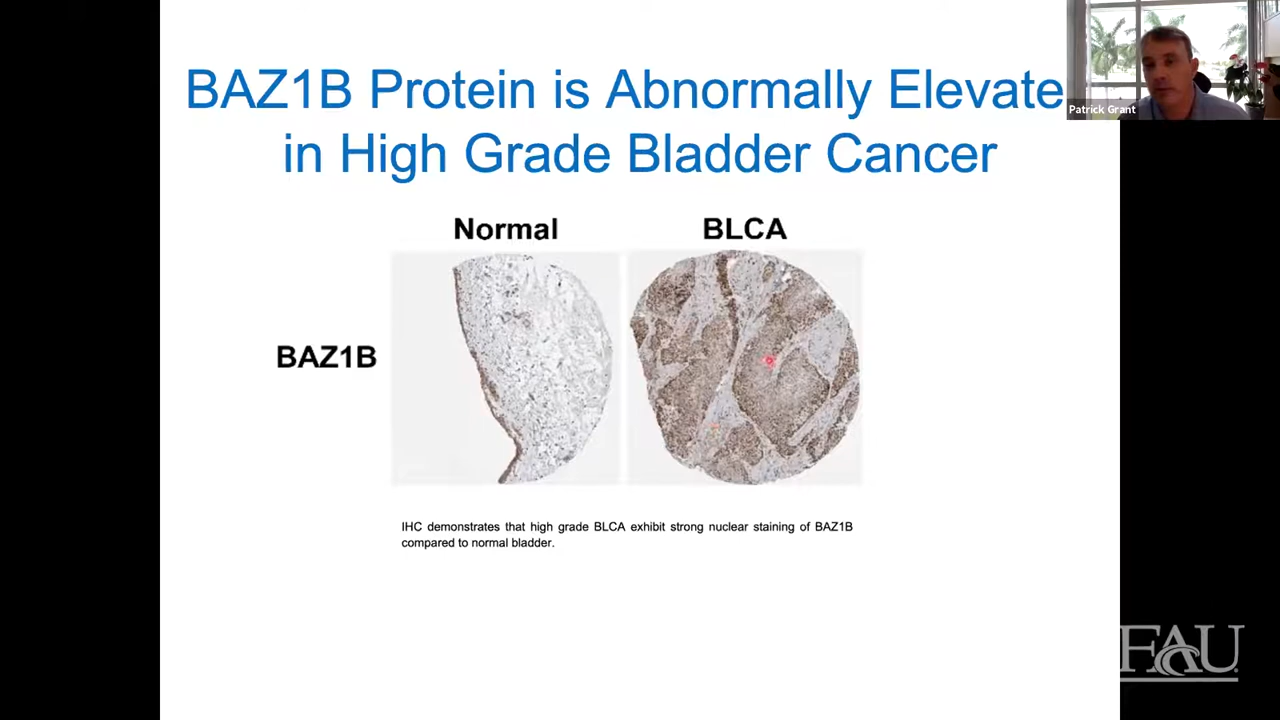 BAZ1B Protein is Abnormally Elevate
in High Grade Bladder Cancer
Patrick Grant
Normal
BLCA
BAZ1B
IHC demonstrates that high grade BLCA exhibit strong nuclear staining of BAZ1B
compared to normal bladder.
FAU